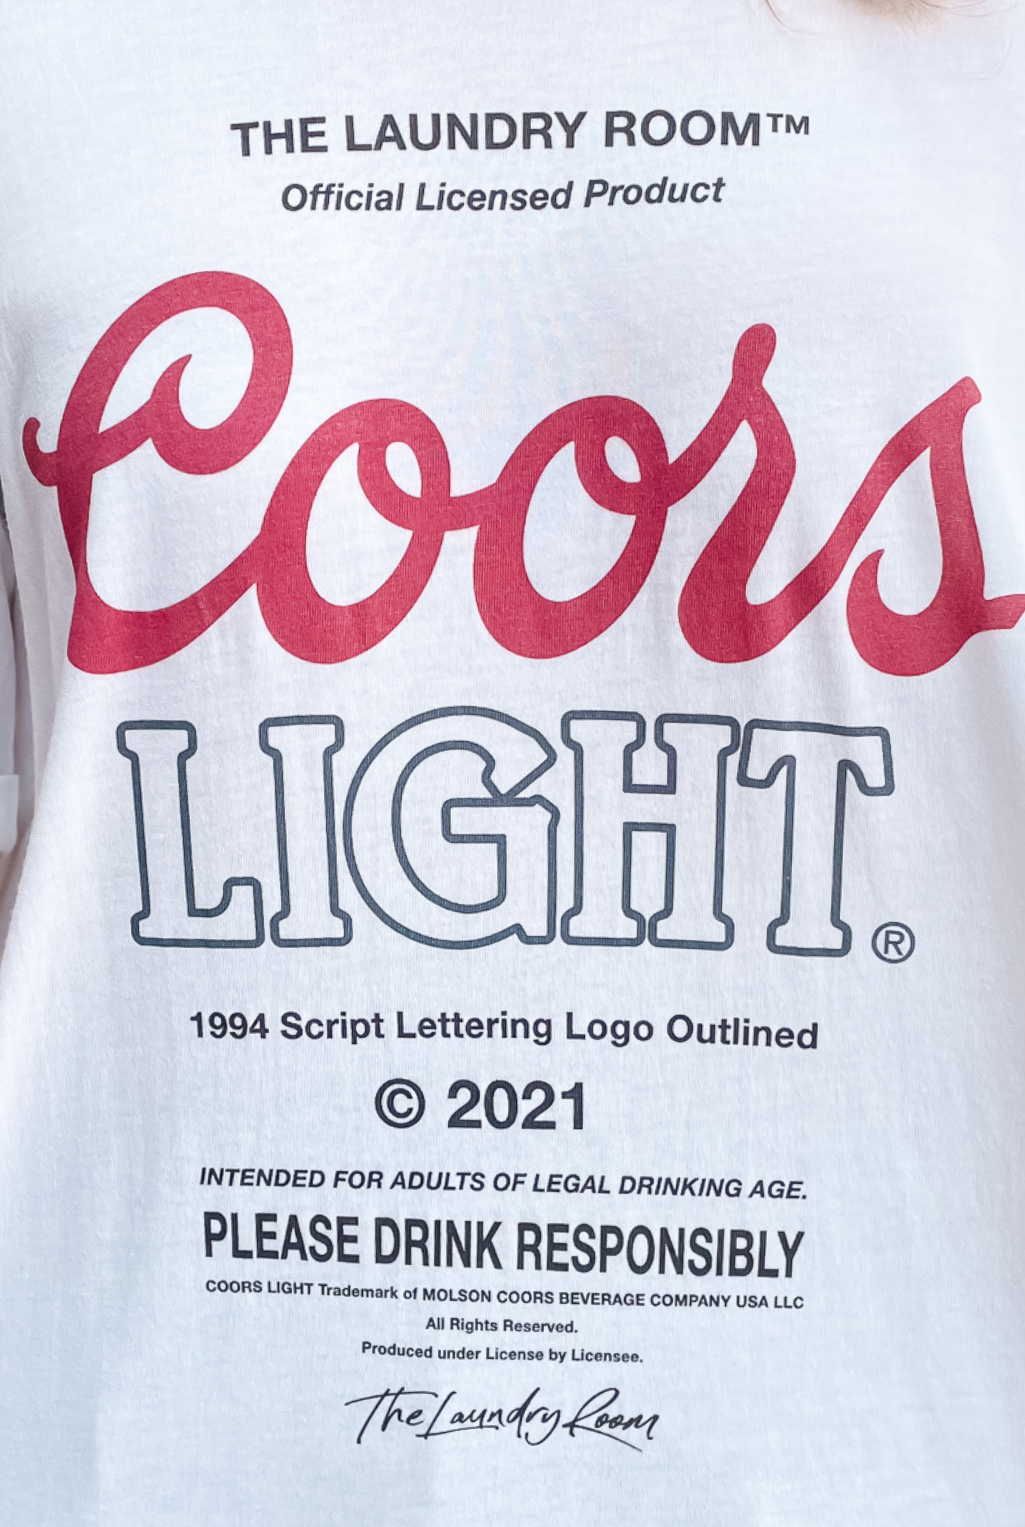 THE LAUNDRY ROOM™
Official Licensed Product
Coors
LIGHT®
1994 Script Lettering Logo Outlined
© 2021
INTENDED FOR ADULTS OF LEGAL DRINKING AGE.
PLEASE DRINK RESPONSIBLY
COORS LIGHT Trademark of MOLSON COORS BEVERAGE COMPANY USA LLC
All Rights Reserved.
Produced under License by Licensee.
The Laundry Room